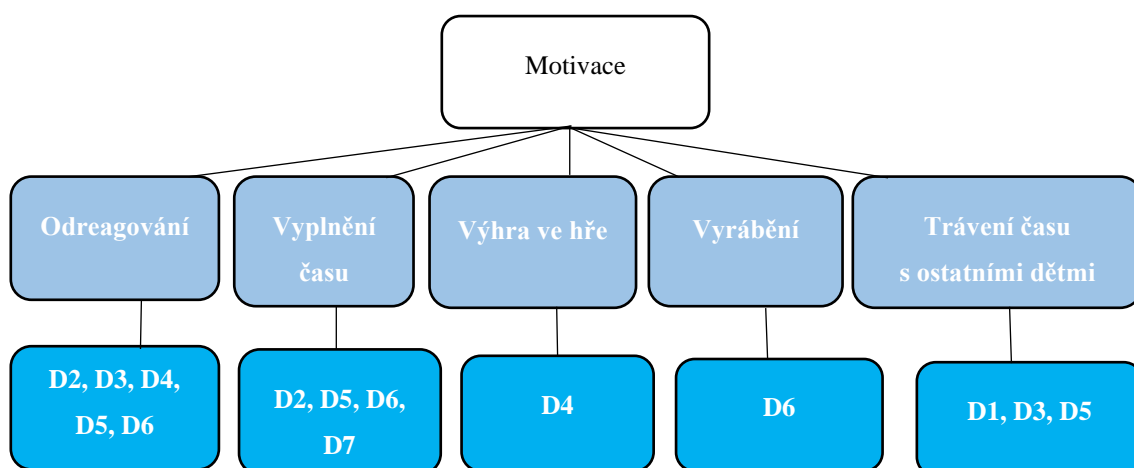 Motivace
Odreagování
Vyplnění
času
Výhra ve hře
Vyrábění
Trávení času
s ostatními dětmi
D2, D3, D4,
D5, D6
D2, D5, D6,
D7
D4
D6
D1, D3, D5